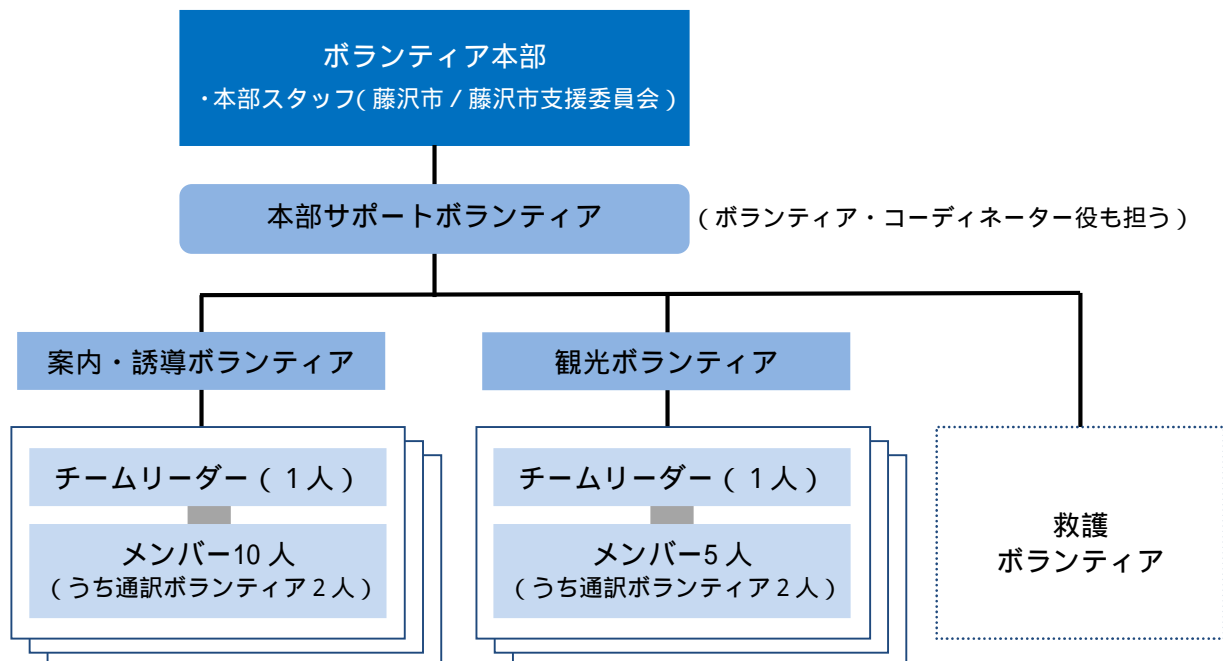 ボランティア本部
・本部スタッフ(藤沢市／藤沢市支援委員会)
本部サポートボランティア
(ボランティア・コーディネーター役も担う)
案内・誘導ボランティア
観光ボランティア
チームリーダー(1人)
メンバー10人
(うち通訳ボランティア2人)
チームリーダー(1人)
メンバー5人
(うち通訳ボランティア2人)
救護
ボランティア